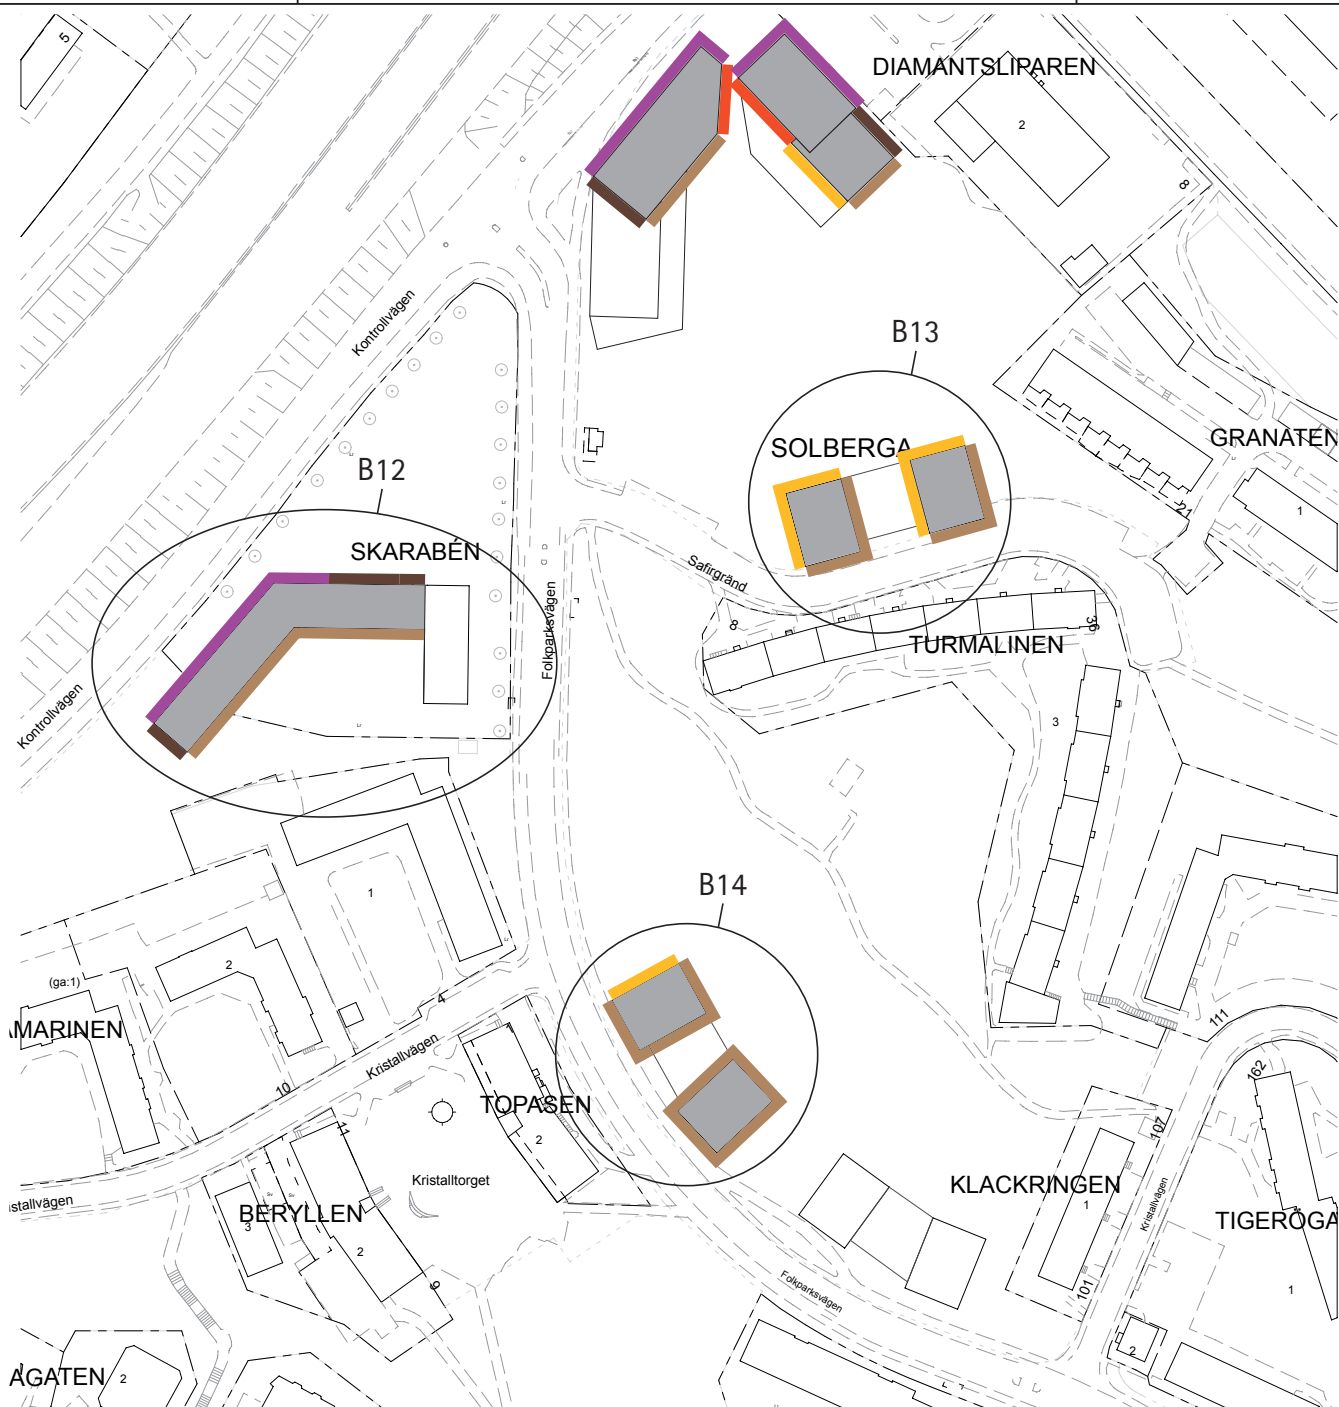 5
DIAMANTSLIPAREN
2
8
Kontrollvägen
B13
SOLBERGA
GRANATEN
B12
21
1
SKARABÉN
Safirgränd
Folkparksvägen
8
36
TURMALINEN
Kontrollvägen
3
B14
1
2
(ga:1)
4
AMARINEN
111
Kristallvägen
162
10
TOPASEN
11
107
2
Kristalltorget
KLACKRINGEN
1
Kristallvägen
istallvägen
BERYLLEN
3
2
TIGERÖGA
Folkparksvägen
9
101
1
2
AGATEN
2